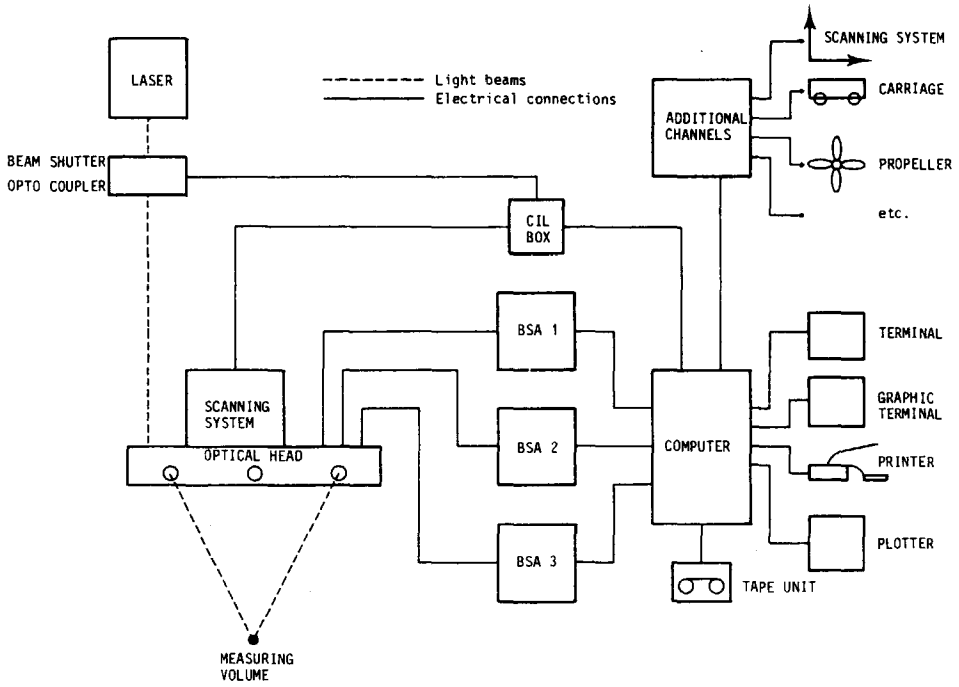 LASER
Light beams
Electrical connections
BEAM SHUTTER
OPTO COUPLER
CIL
BOX
ADDITIONAL
CHANNELS
SCANNING SYSTEM
CARRIAGE
PROPELLER
etc.
SCANNING
SYSTEM
OPTICAL HEAD
BSA 1
BSA 2
BSA 3
COMPUTER
TERMINAL
GRAPHIC
TERMINAL
PRINTER
PLOTTER
TAPE UNIT
MEASURING
VOLUME